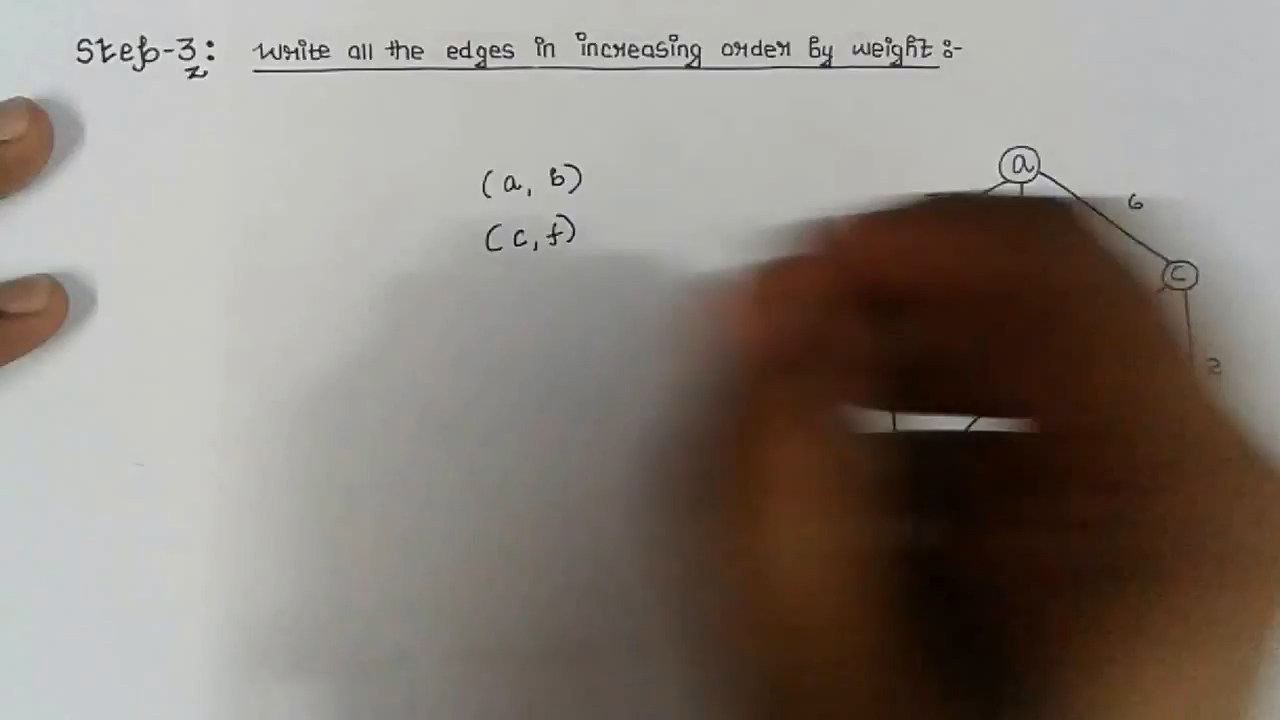 Step-3:
Write all the edges in increasing order by weight :-
(a, b)
(c, f)
a
6
c
2